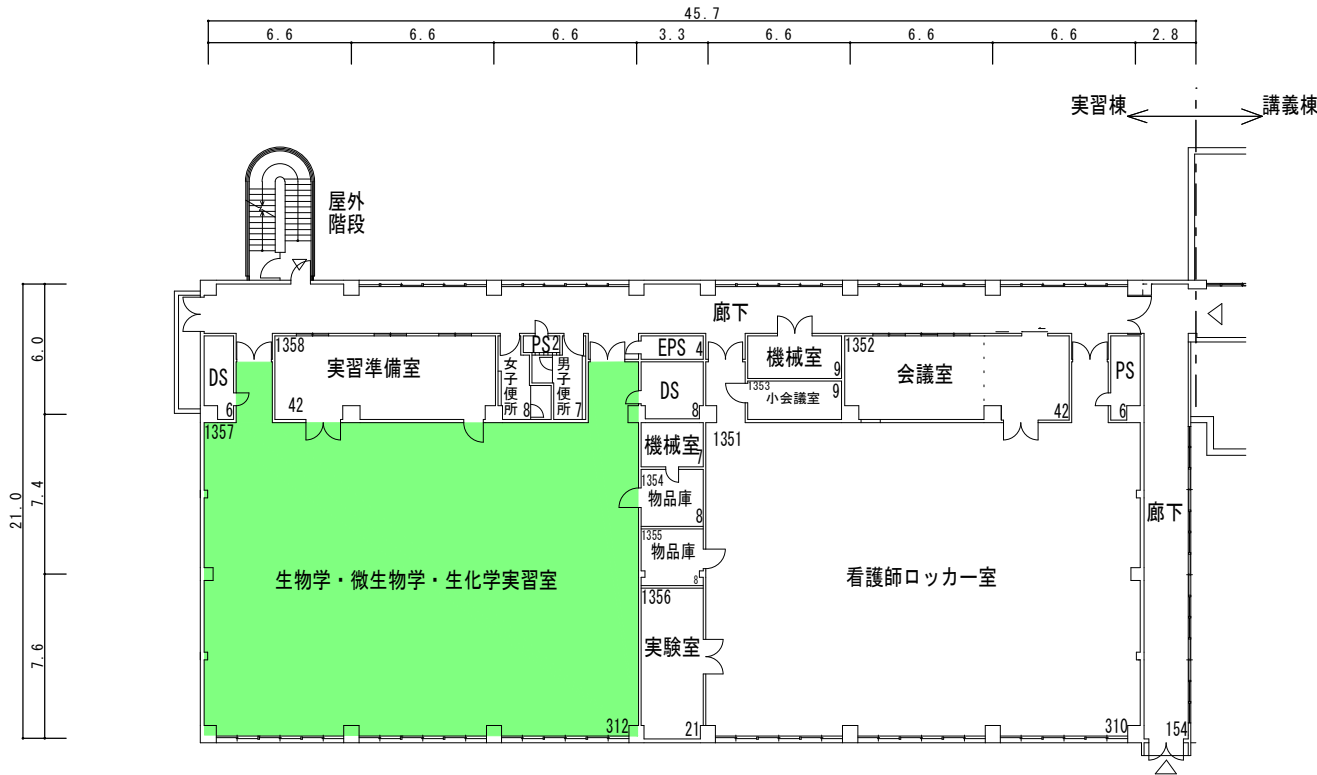 45.7
6.6
6.6
6.6
3.3
6.6
6.6
6.6
2.8
実習棟
講義棟
屋外
階段
21.0
6.0
7.4
7.6
廊下
DS
6
1358
実習準備室
42
女子便所
8
PS2
男子便所
7
EPS 4
DS
8
機械室
9
1353
小会議室
9
1352
会議室
42
PS
6
1357
生物学・微生物学・生化学実習室
312
機械室
7
1354
物品庫
8
1355
物品庫
8
1356
実験室
21
1351
看護師ロッカー室
310
廊下
154